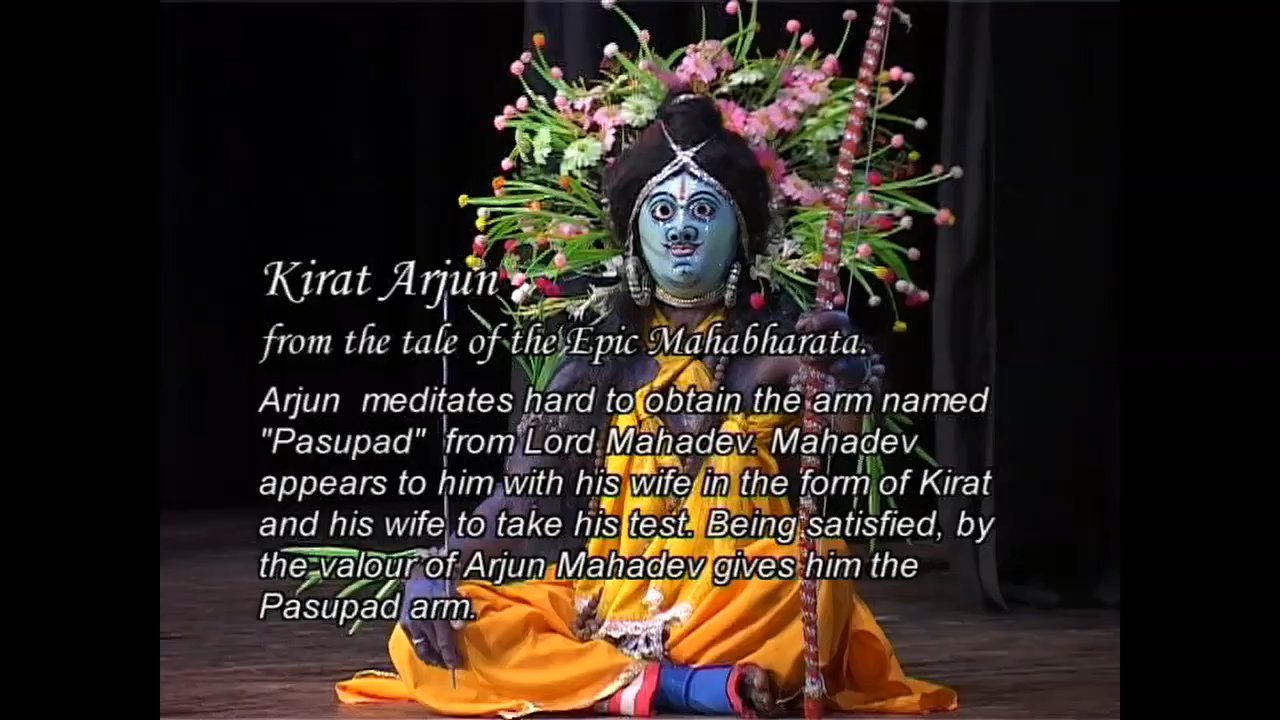 Kirat Arjun
from the tale of the Epic Mahabharata.
Arjun meditates hard to obtain the arm named
"Pasupad" from Lord Mahadev. Mahadev
appears to him with his wife in the form of Kirat
and his wife to take his test. Being satisfied, by
the valour of Arjun Mahadev gives him the
Pasupad arm.